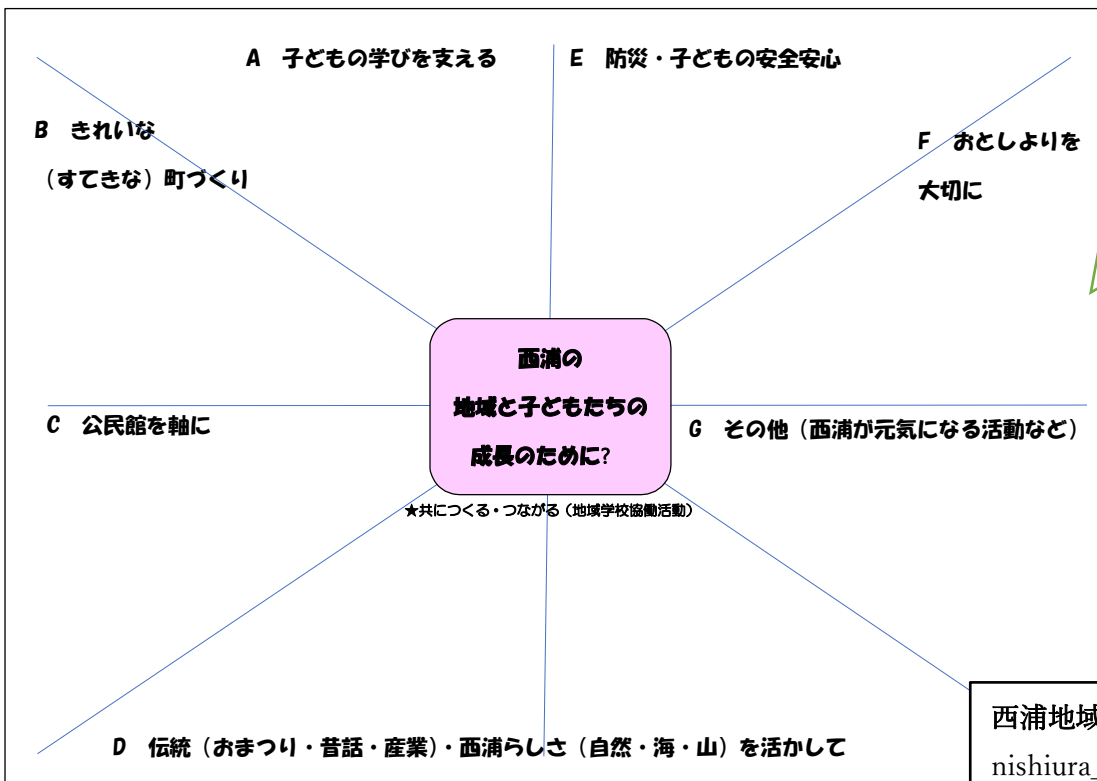 A 子どもの学びを支える
E 防災・子どもの安全安心
B きれいな
(すてきな)町づくり
F おとしよりを
大切に
西浦の
地域と子どもたちの
成長のために?
C 公民館を軸に
G その他(西浦が元気になる活動など)
★共につくる・つながる(地域学校協働活動)
D 伝統(おまつり・昔話・産業)・西浦らしさ(自然・海・山)を活かして
西浦地域
nishiura_